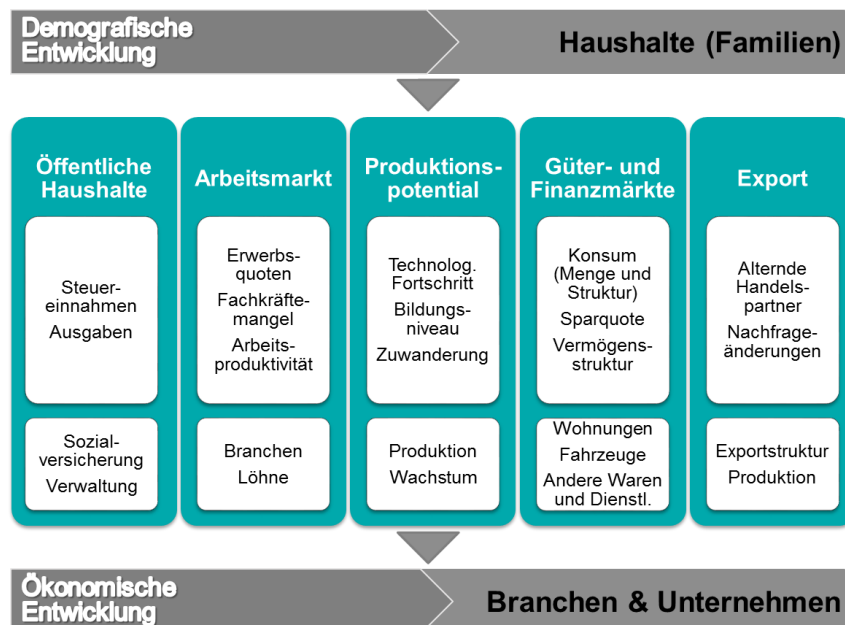 Demografische
Entwicklung
Haushalte (Familien)
Öffentliche
Haushalte
Steuer-
einnahmen
Ausgaben
Sozial-
versicherung
Verwaltung
Arbeitsmarkt
Erwerbs-
quoten
Fachkräfte-
mangel
Arbeits-
produktivität
Branchen
Löhne
Produktions-
potential
Technolog.
Fortschritt
Bildungs-
niveau
Zuwanderung
Produktion
Wachstum
Güter- und
Finanzmärkte
Konsum
(Menge und
Struktur)
Sparquote
Vermögens-
struktur
Wohnungen
Fahrzeuge
Andere Waren
und Dienstl.
Export
Alternde
Handels-
partner
Nachfrage-
änderungen
Exportstruktur
Produktion
Ökonomische
Entwicklung
Branchen & Unternehmen